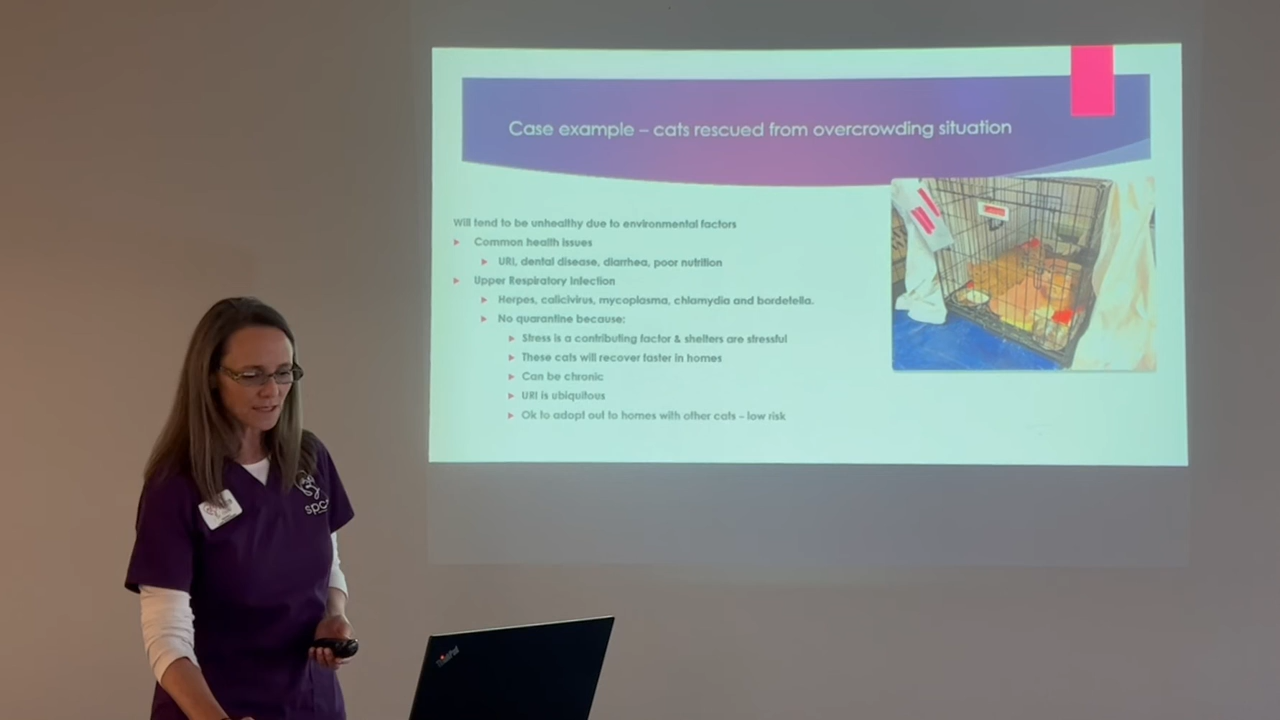 Case example – cats rescued from overcrowding situation
Will tend to be unhealthy due to environmental factors
Common health issues
URI, dental disease, diarrhea, poor nutrition
Upper Respiratory Infection
Herpes, calicivirus, mycoplasma, chlamydia and bordetella.
No quarantine because:
Stress is a contributing factor & shelters are stressful
These cats will recover faster in homes
Can be chronic
URI is ubiquitous
Ok to adopt out to homes with other cats – low risk
spca
ThinkPad